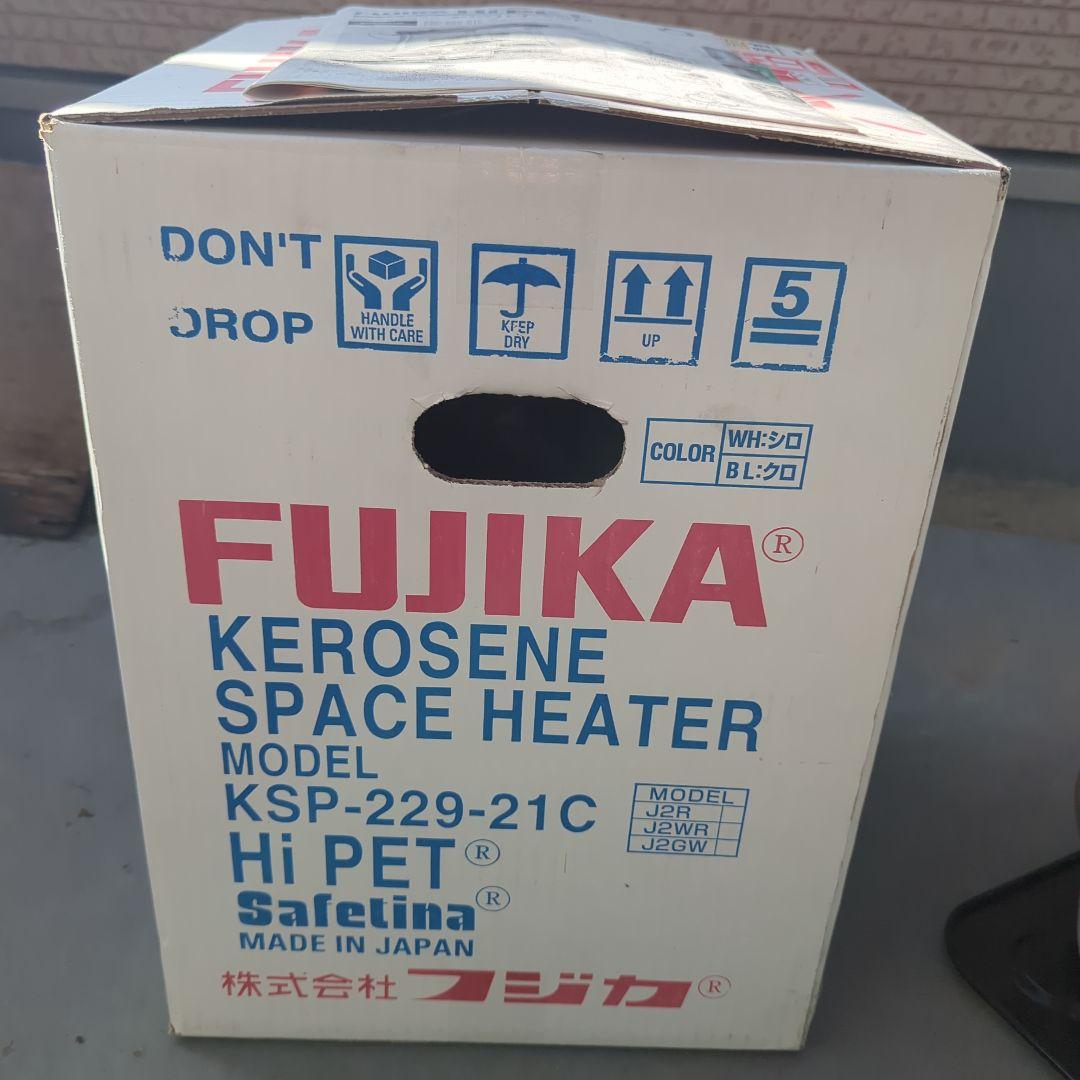 DON'T
DROP
HANDLE
WITH CARE
KEEP
DRY
UP
5
COLOR
WH:シロ
BL:クロ
FUJIKA®
KEROSENE
SPACE HEATER
MODEL
KSP-229-21C
MODEL
J2R
J2WR
J2GW
Hi PET®
Safetina®
MADE IN JAPAN
株式会社 フジカ®